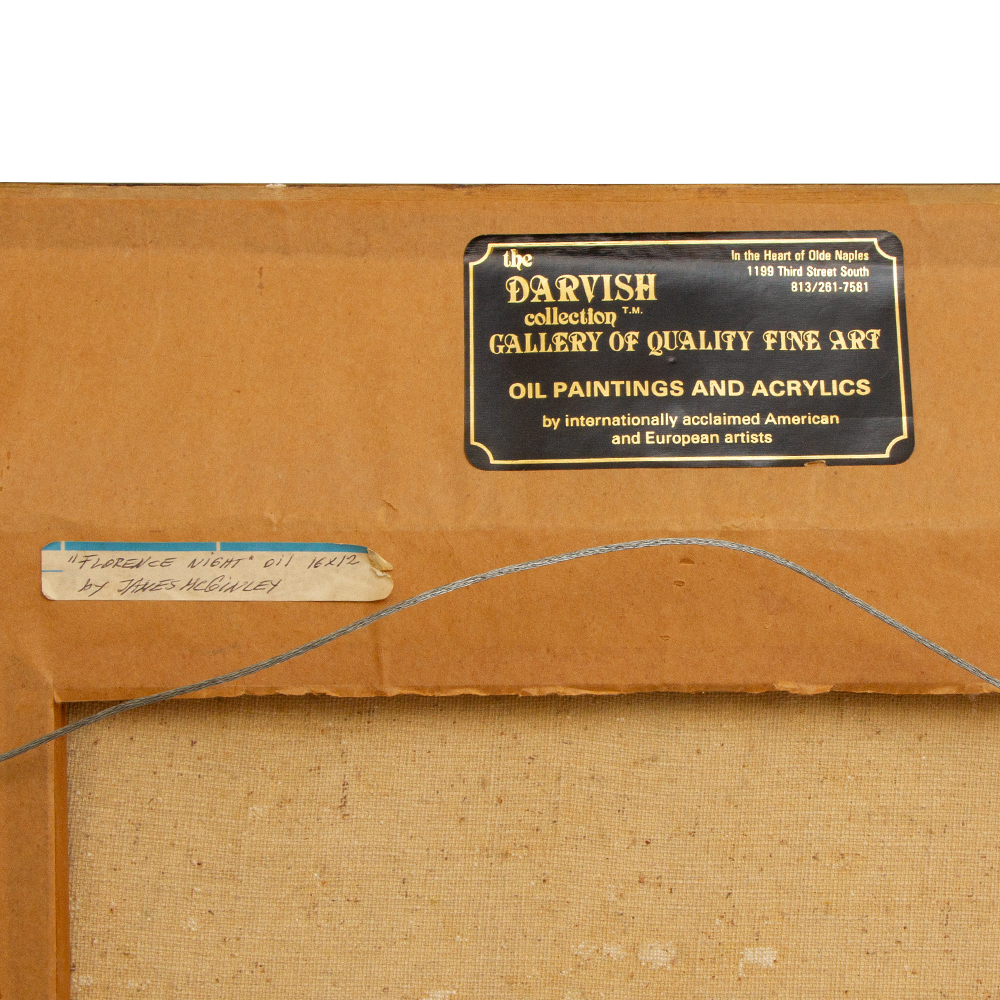 the
DARVISH
collection T.M.
In the Heart of Olde Naples
1199 Third Street South
813/261-7581
GALLERY OF QUALITY FINE ART
OIL PAINTINGS AND ACRYLICS
by internationally acclaimed American
and European artists
"FLORENCE NIGHT" OIL 16X12
by JAMES McGINLEY